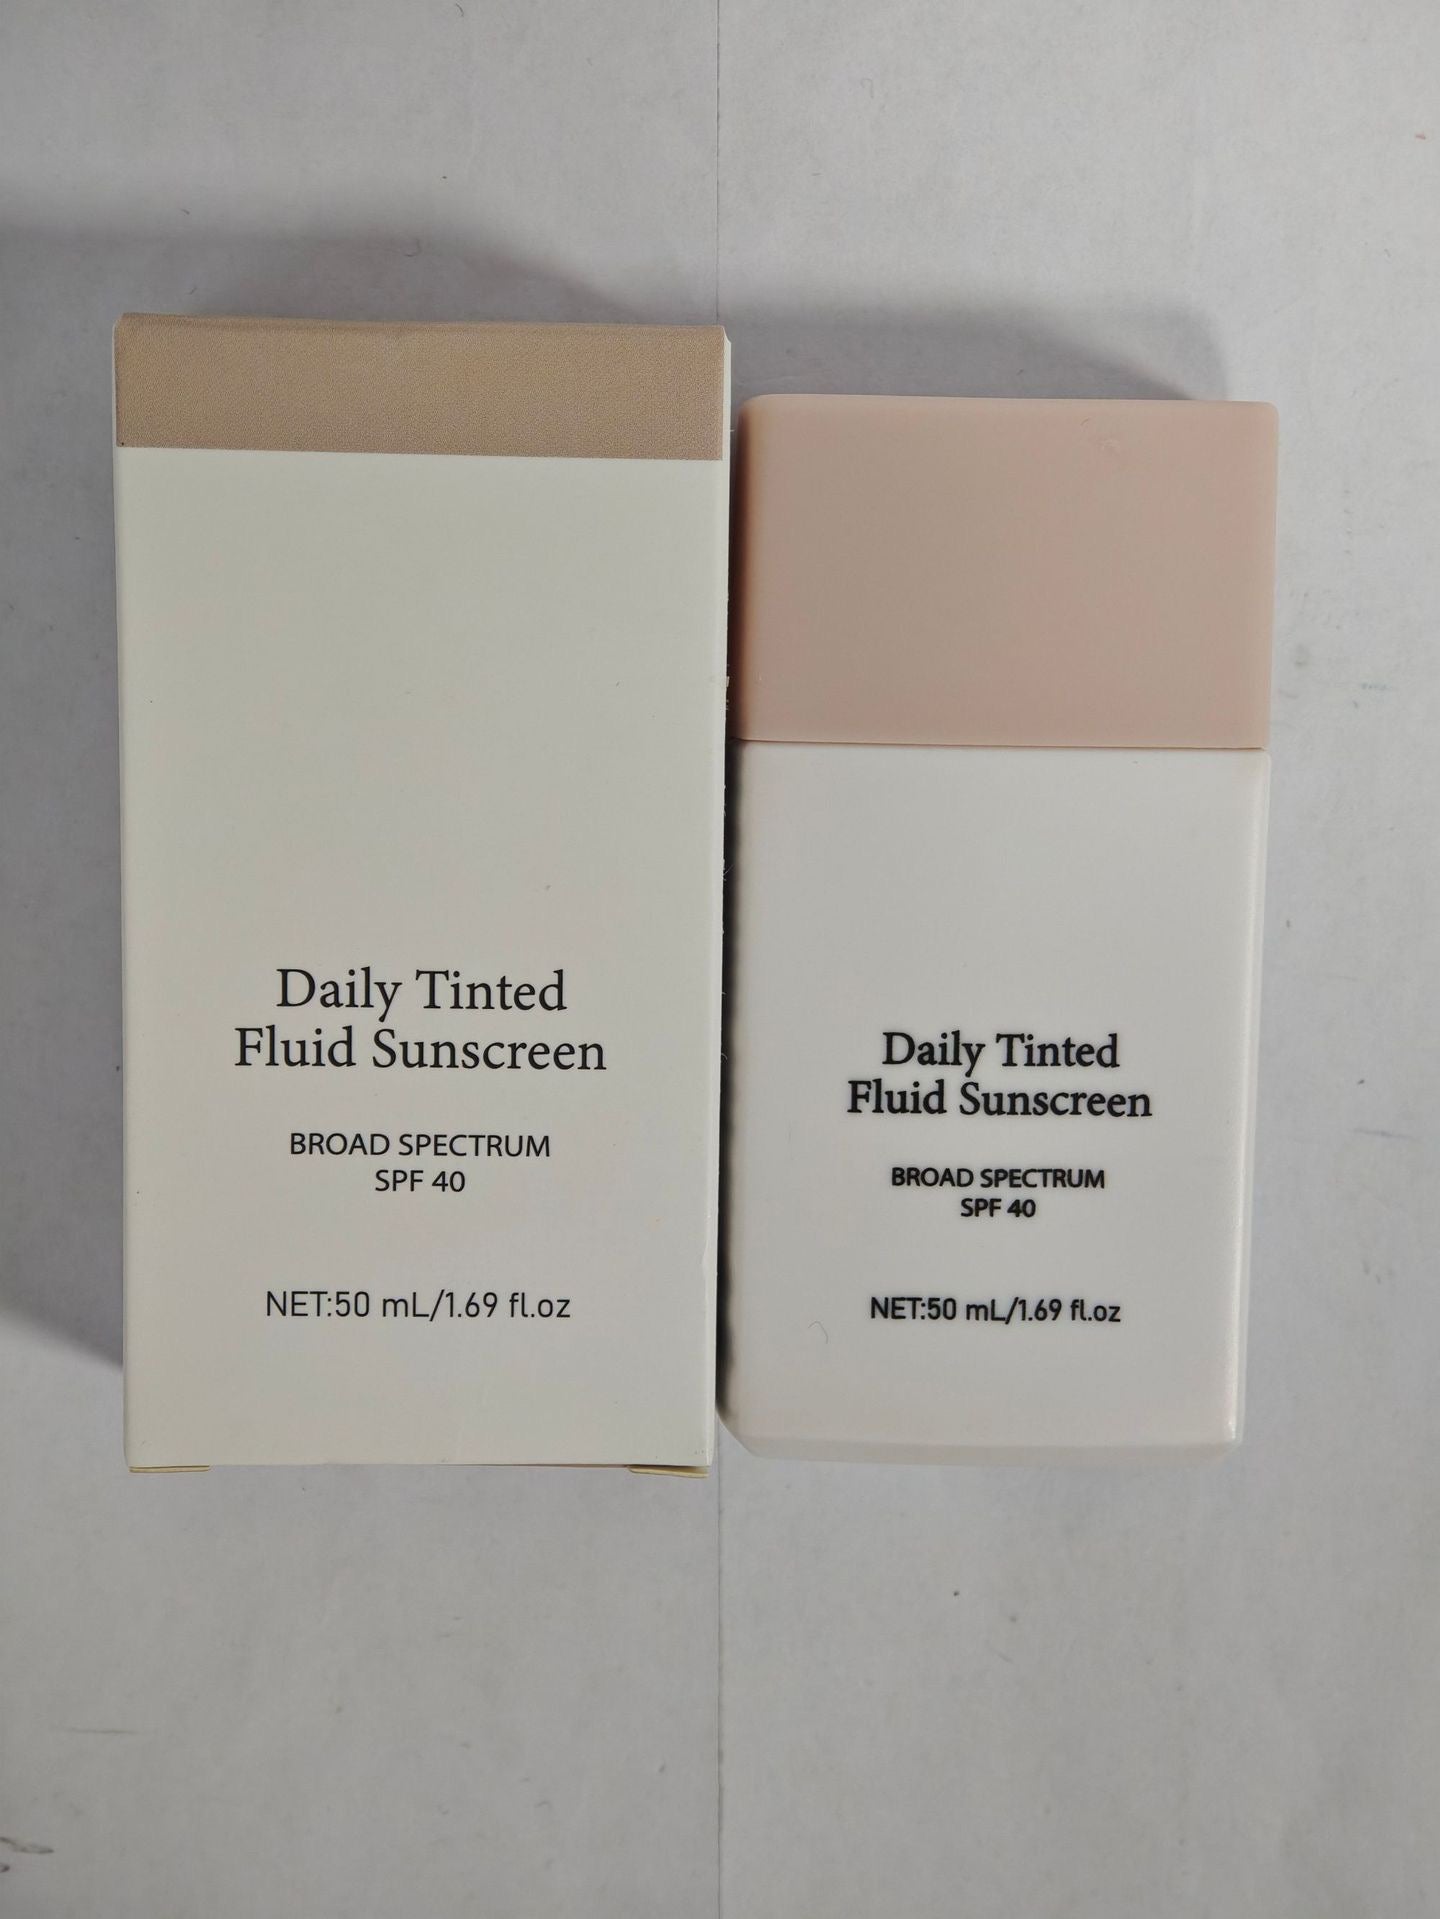 Daily Tinted
Fluid Sunscreen
BROAD SPECTRUM
SPF 40
NET:50 mL/1.69 fl.oz
Daily Tinted
Fluid Sunscreen
BROAD SPECTRUM
SPF 40
NET:50 mL/1.69 fl.oz